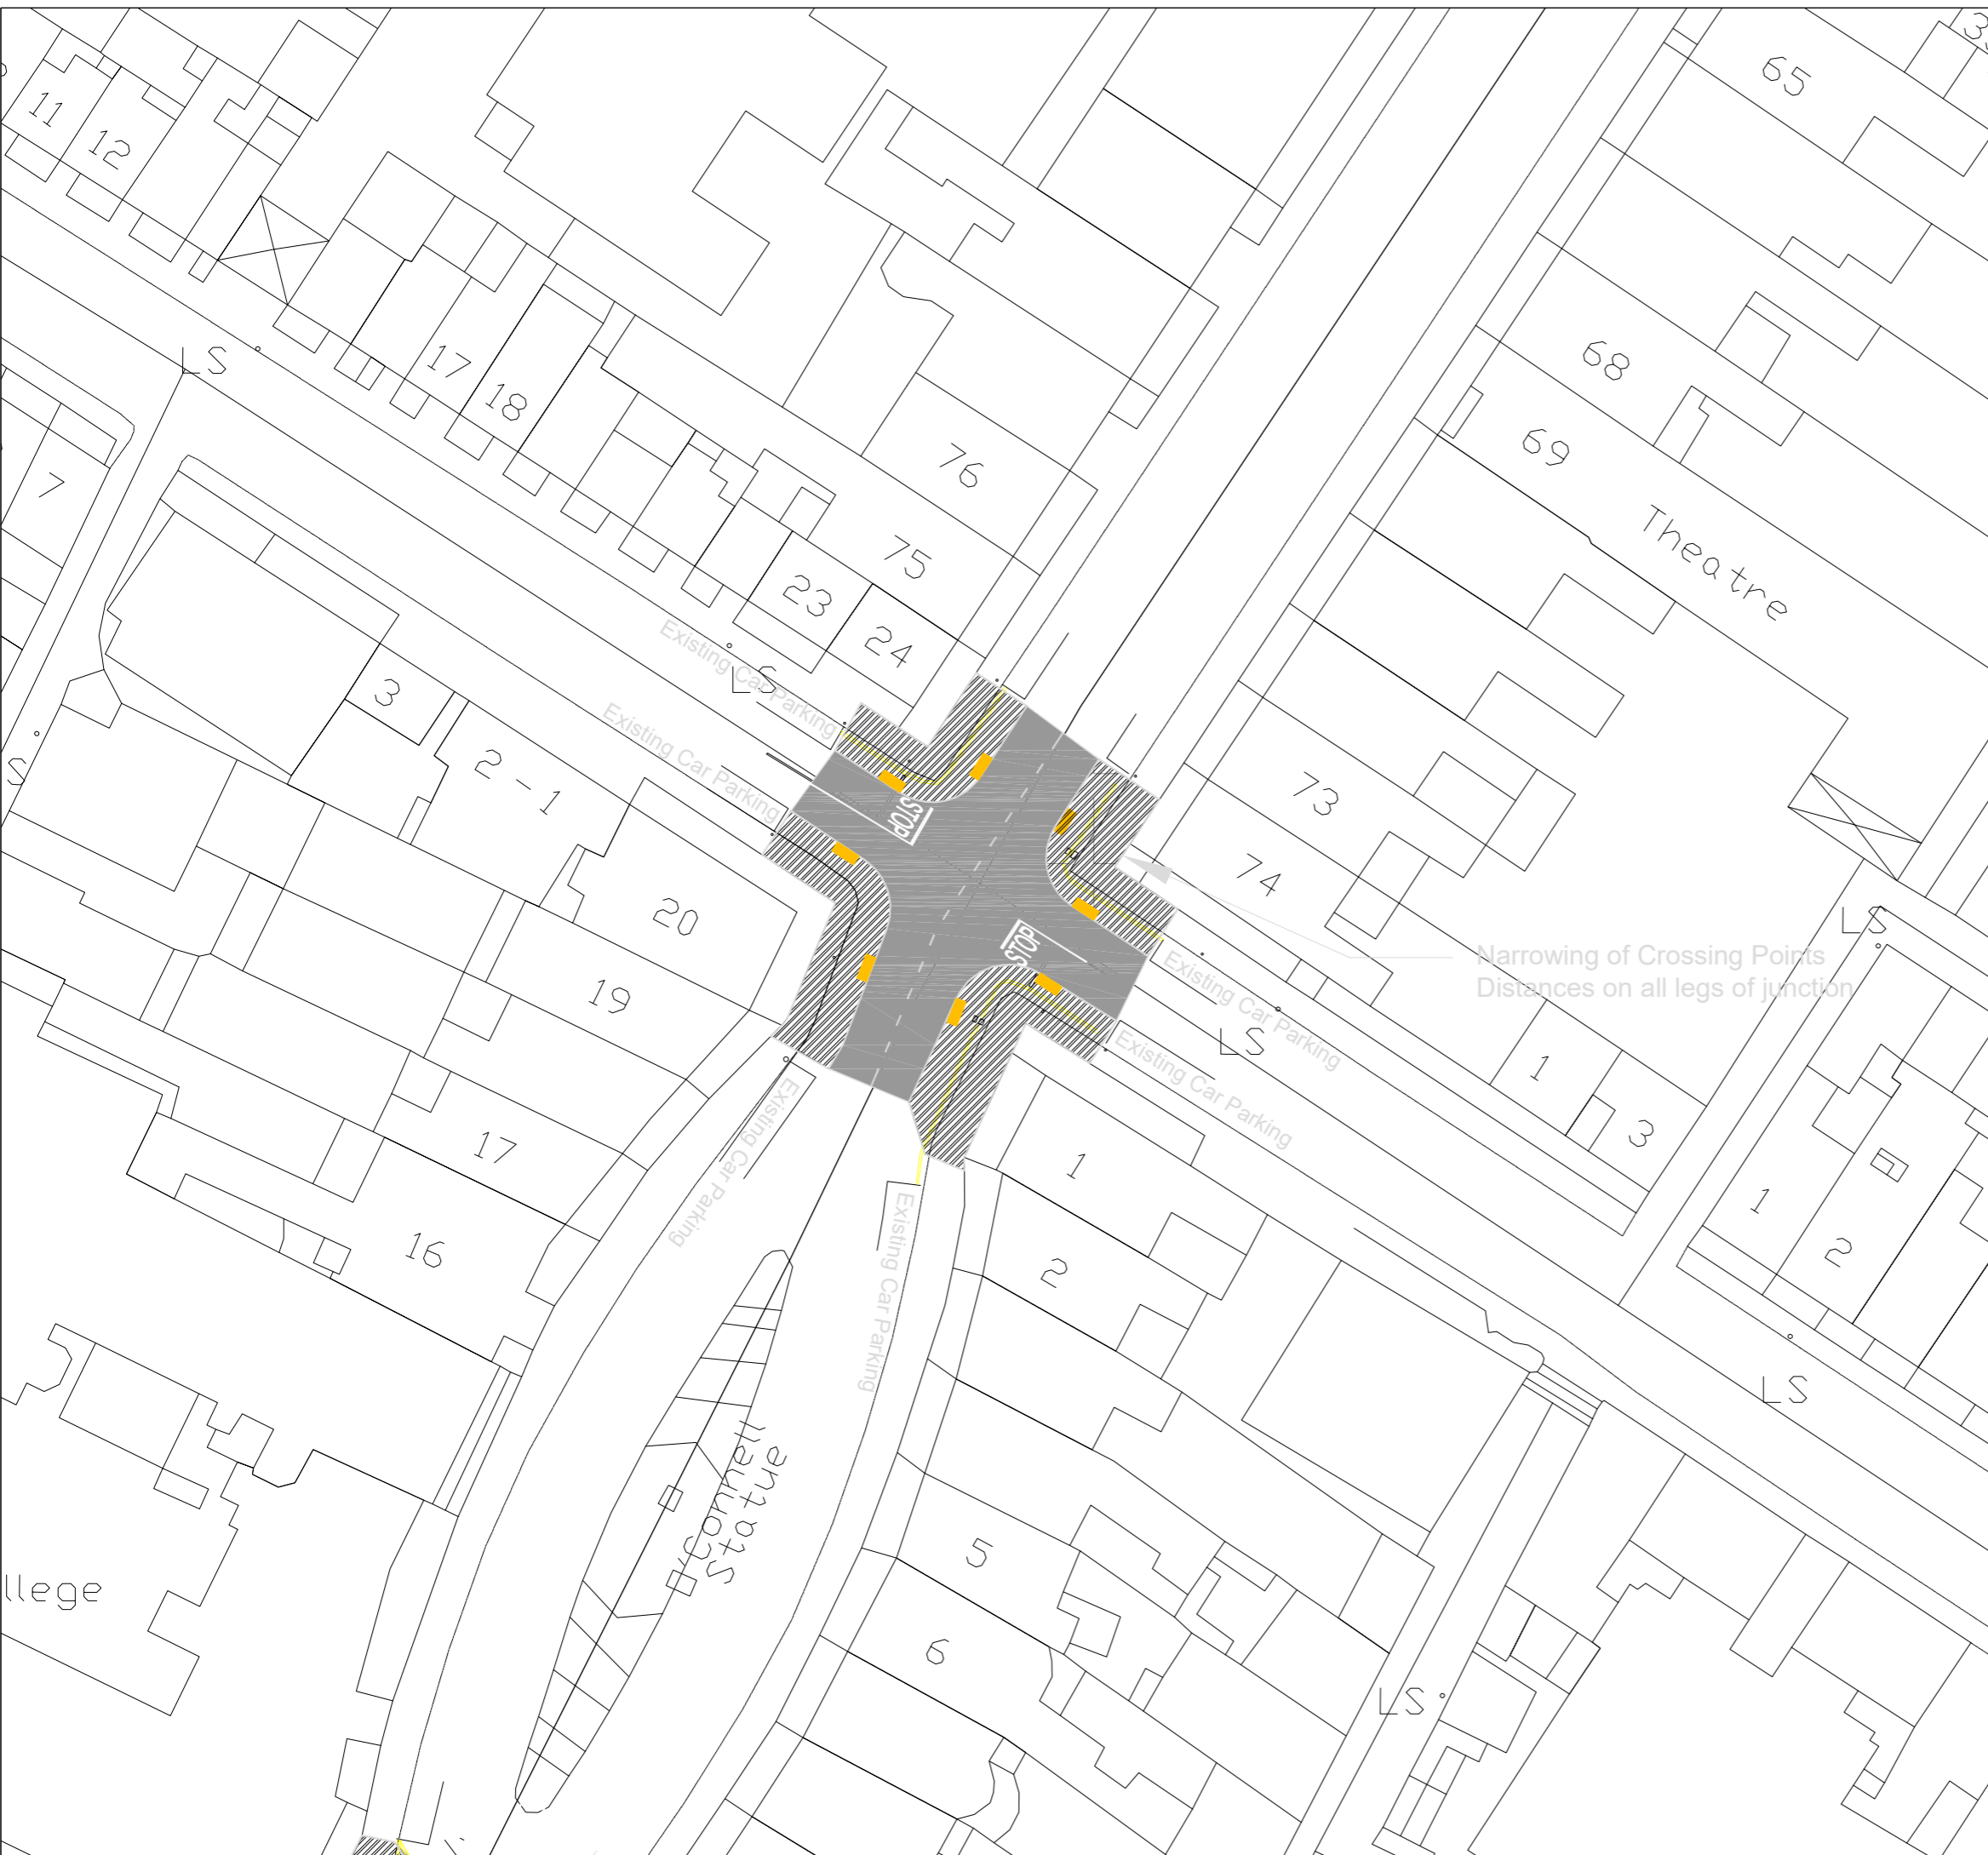 65
11
12
LS
17
18
68
69
7
76
Theatre
75
23
24
Existing Car Parking
LS
Existing Car Parking
3
2-1
73
STOP
74
20
LS
STOP
Narrowing of Crossing Points
Distances on all legs of junction
Existing Car Parking
19
LS
Existing Car Parking
1
3
Existing Car Parking
17
1
1
Existing Car Parking
16
2
2
LS
O'Connell
Statue
5
llege
6
LS